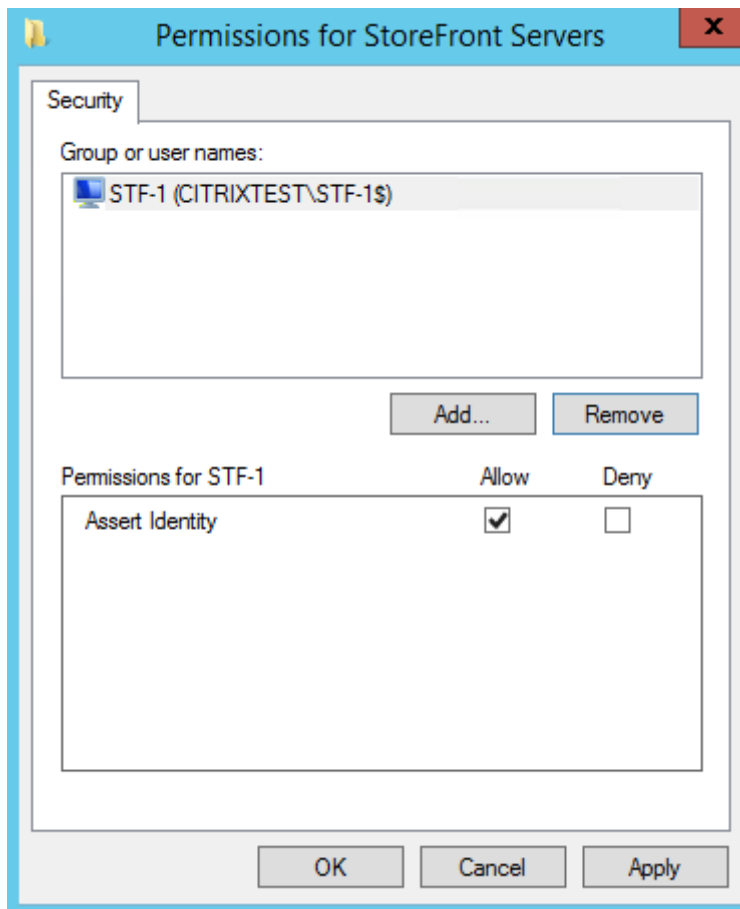 Permissions for StoreFront Servers
x
Security
Group or user names:
STF-1 (CITRIXTEST\STF-1$)
Add... Remove
Permissions for STF-1 Allow Deny
Assert Identity
OK Cancel Apply